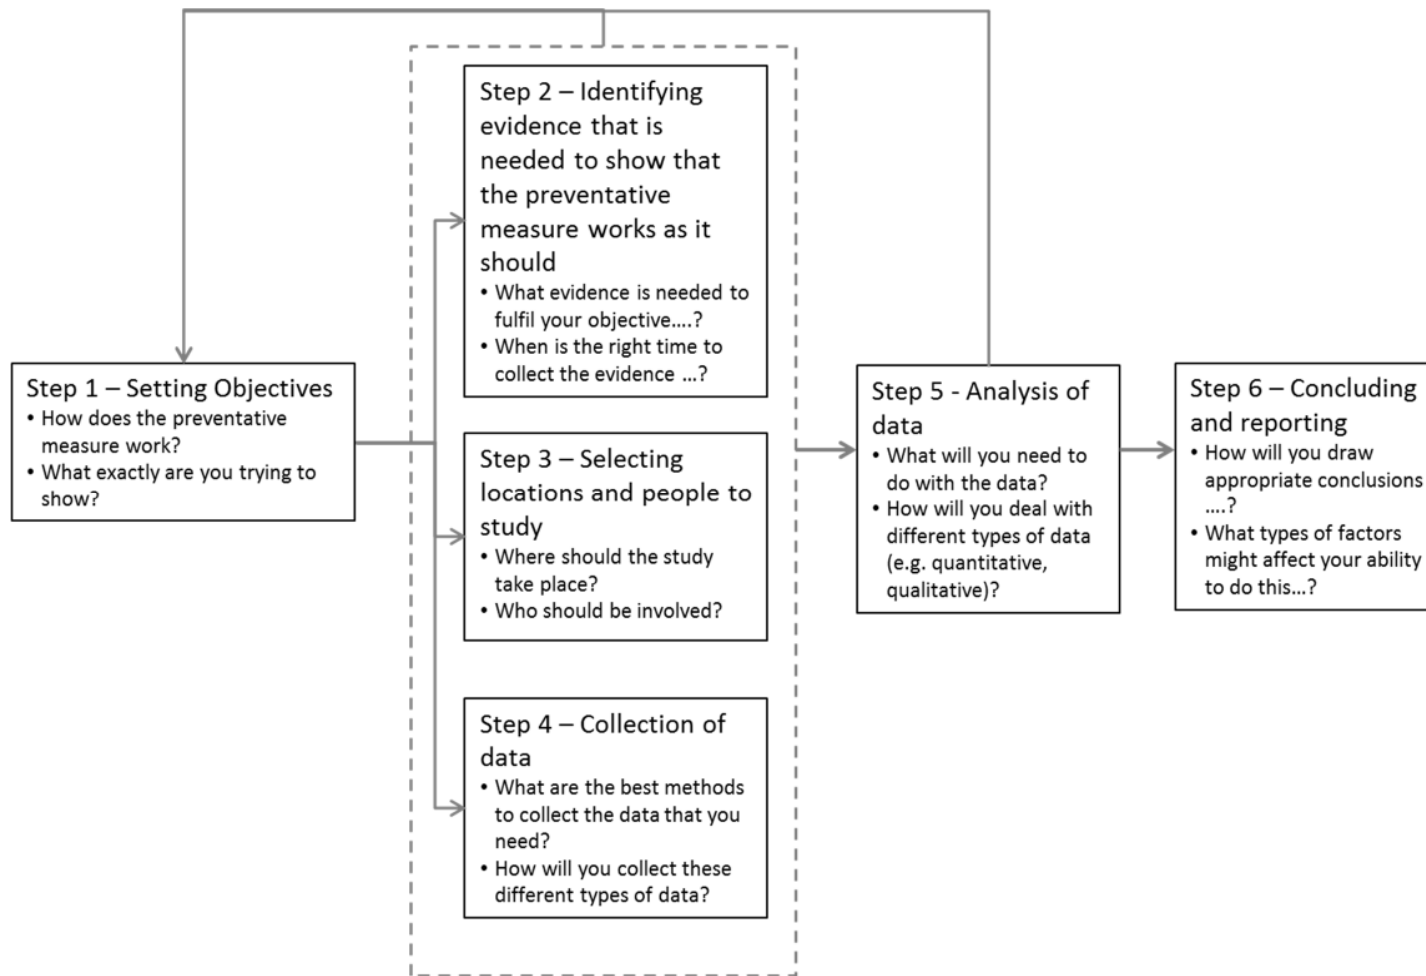 Step 1 – Setting Objectives
• How does the preventative
measure work?
• What exactly are you trying to
show?
Step 2 – Identifying
evidence that is
needed to show that
the preventative
measure works as it
should
• What evidence is needed to
fulfil your objective....?
• When is the right time to
collect the evidence ...?
Step 3 – Selecting
locations and people to
study
• Where should the study
take place?
• Who should be involved?
Step 4 – Collection of
data
• What are the best methods
to collect the data that you
need?
• How will you collect these
different types of data?
Step 5 - Analysis of
data
• What will you need to
do with the data?
• How will you deal with
different types of data
(e.g. quantitative,
qualitative)?
Step 6 – Concluding
and reporting
• How will you draw
appropriate conclusions
....?
• What types of factors
might affect your ability
to do this...?